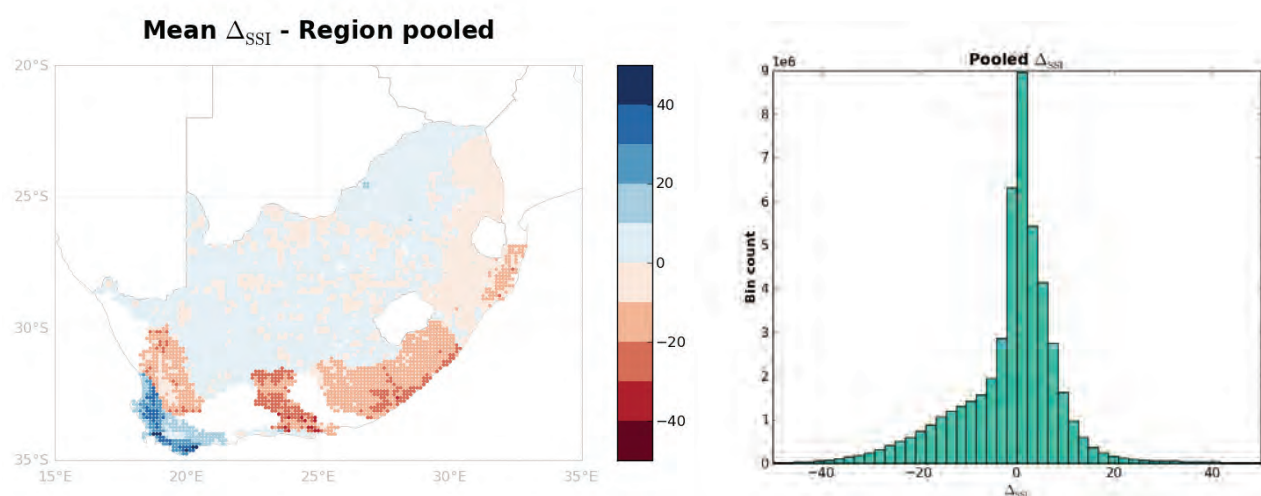 Mean Δ_SSI - Region pooled
20°S
25°S
30°S
35°S
15°E
20°E
25°E
30°E
35°E
40
20
0
−20
−40
Pooled Δ_SSI
1e6
9
8
7
6
5
4
3
2
1
0
Bin count
−40
−20
0
20
40
Δ_SSI